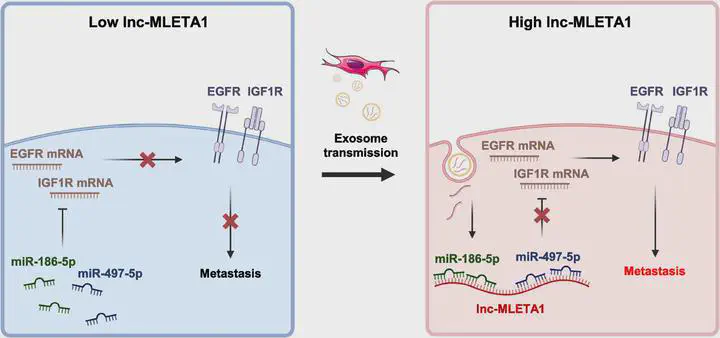 Low lnc-MLETA1
EGFR IGF1R
EGFR mRNA
IGF1R mRNA
miR-186-5p
miR-497-5p
Metastasis
Exosome
transmission
High lnc-MLETA1
EGFR IGF1R
EGFR mRNA
IGF1R mRNA
miR-186-5p miR-497-5p
lnc-MLETA1
Metastasis